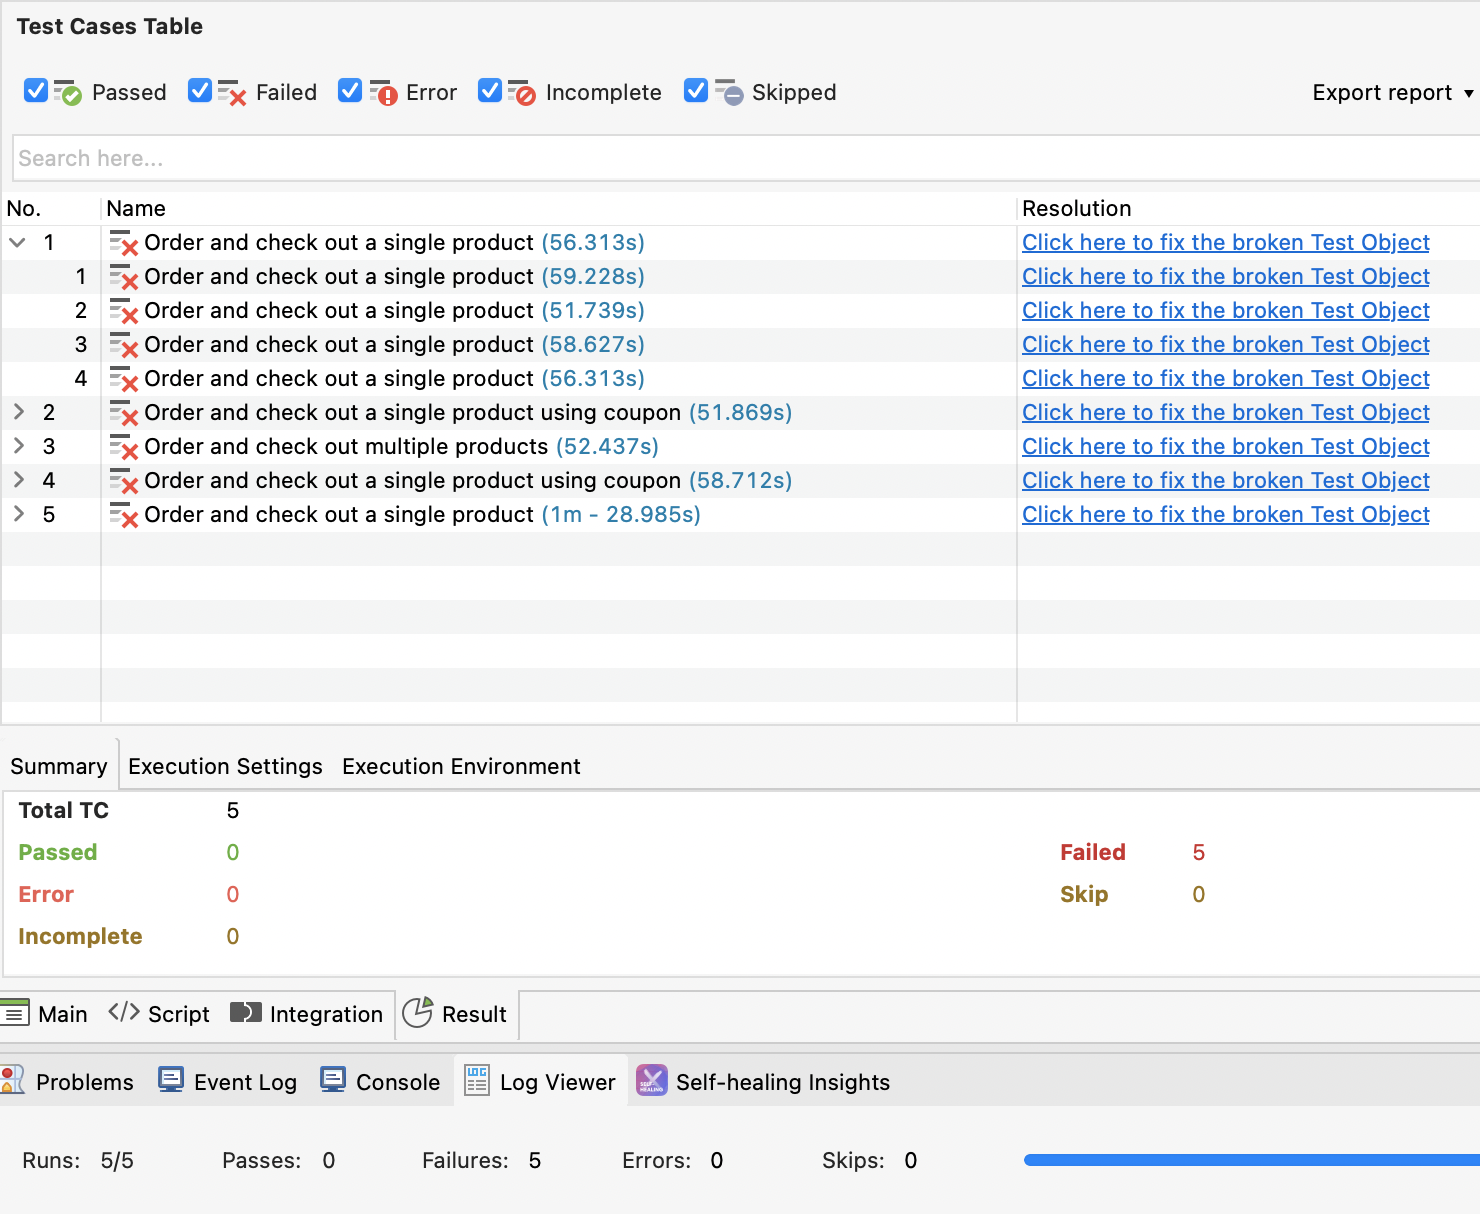 Test Cases Table
Passed Failed Error Incomplete Skipped Export report
Search here...
No. Name Resolution
1 Order and check out a single product (56.313s) Click here to fix the broken Test Object
1 Order and check out a single product (59.228s) Click here to fix the broken Test Object
2 Order and check out a single product (51.739s) Click here to fix the broken Test Object
3 Order and check out a single product (58.627s) Click here to fix the broken Test Object
4 Order and check out a single product (56.313s) Click here to fix the broken Test Object
2 Order and check out a single product using coupon (51.869s) Click here to fix the broken Test Object
3 Order and check out multiple products (52.437s) Click here to fix the broken Test Object
4 Order and check out a single product using coupon (58.712s) Click here to fix the broken Test Object
5 Order and check out a single product (1m - 28.985s) Click here to fix the broken Test Object
Summary Execution Settings Execution Environment
Total TC 5
Passed 0 Failed 5
Error 0 Skip 0
Incomplete 0
Main Script Integration Result
Problems Event Log Console LOG Log Viewer SELF-HEALING Self-healing Insights
Runs: 5/5 Passes: 0 Failures: 5 Errors: 0 Skips: 0